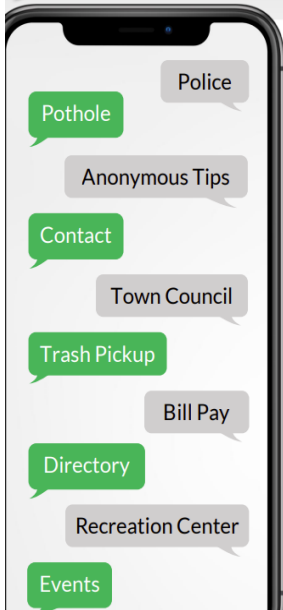 Police
Pothole
Anonymous Tips
Contact
Town Council
Trash Pickup
Bill Pay
Directory
Recreation Center
Events